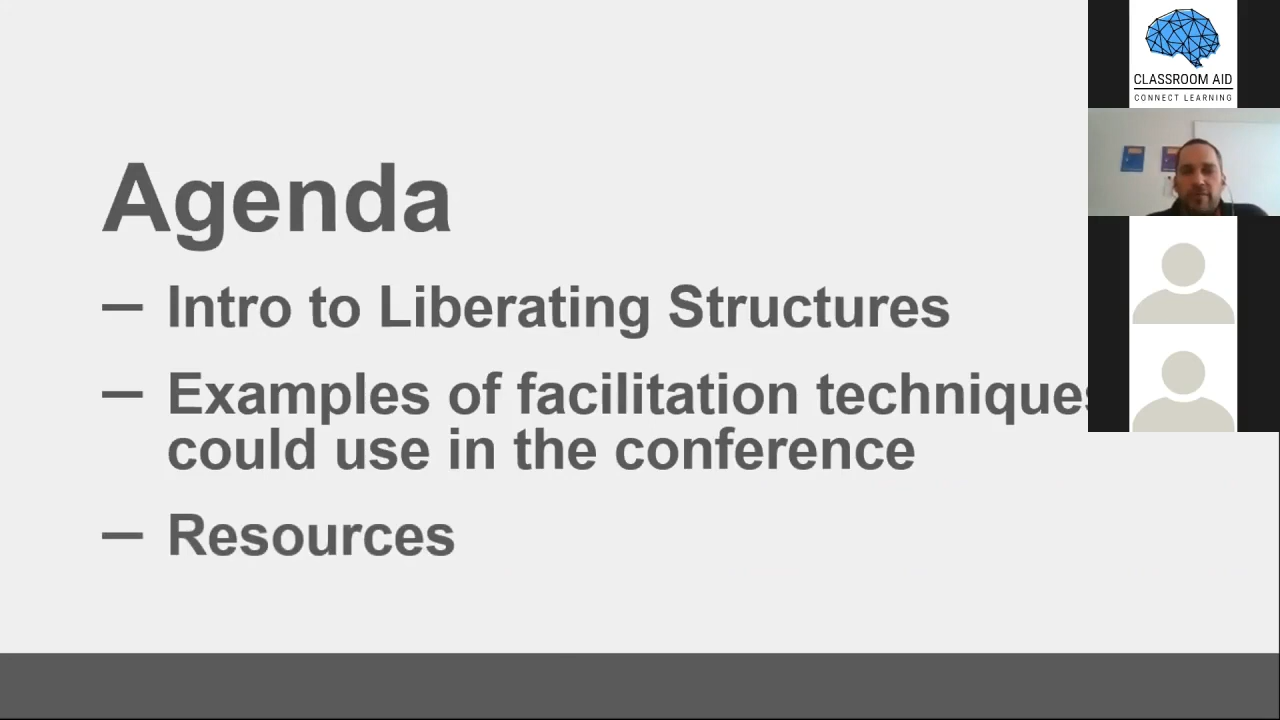 Agenda
– Intro to Liberating Structures
– Examples of facilitation techniques
could use in the conference
– Resources
CLASSROOM AID
CONNECT LEARNING